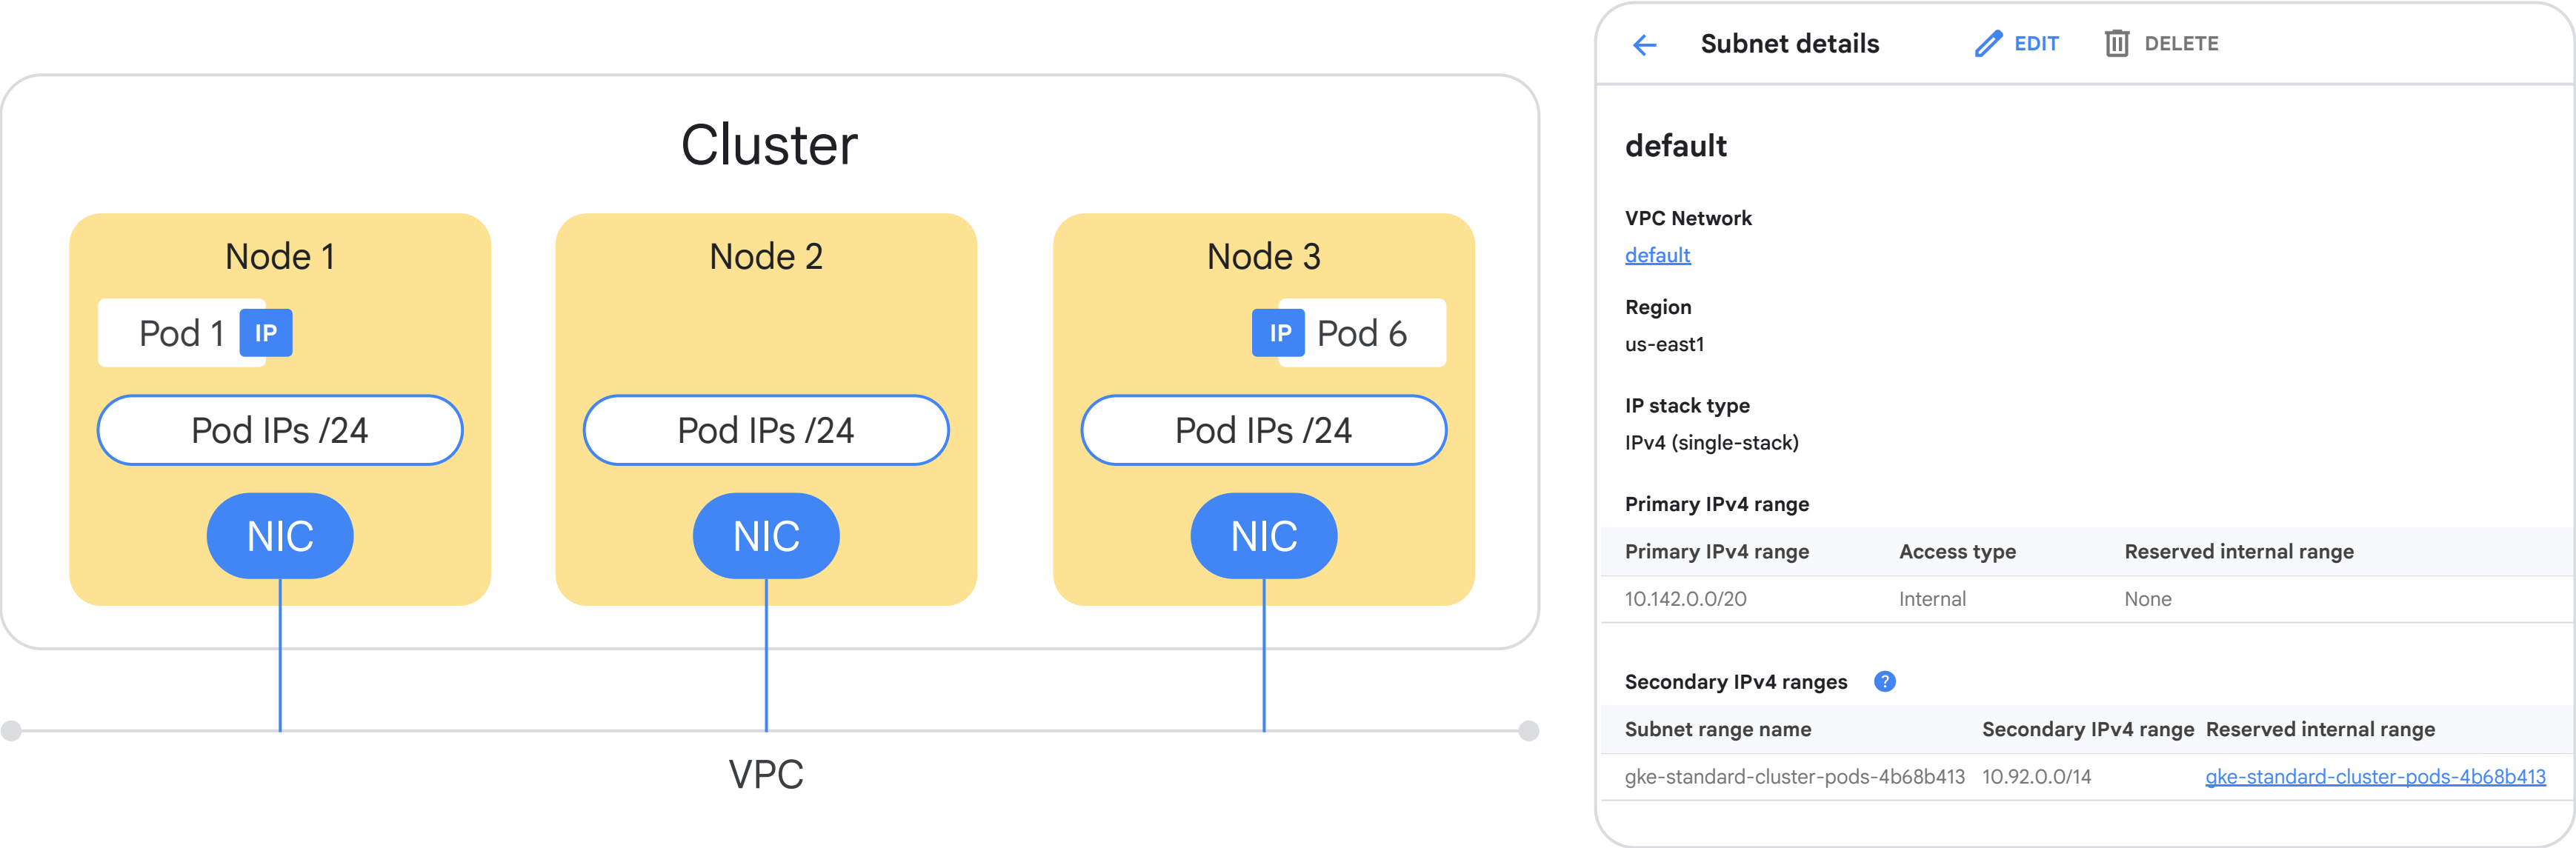 Cluster
Node 1
Pod 1 IP
Pod IPs /24
NIC
Node 2
Pod IPs /24
NIC
Node 3
IP Pod 6
Pod IPs /24
NIC
VPC
Subnet details EDIT DELETE
default
VPC Network
default
Region
us-east1
IP stack type
IPv4 (single-stack)
Primary IPv4 range
Primary IPv4 range Access type Reserved internal range
10.142.0.0/20 Internal None
Secondary IPv4 ranges ?
Subnet range name Secondary IPv4 range Reserved internal range
gke-standard-cluster-pods-4b68b413 10.92.0.0/14 gke-standard-cluster-pods-4b68b413